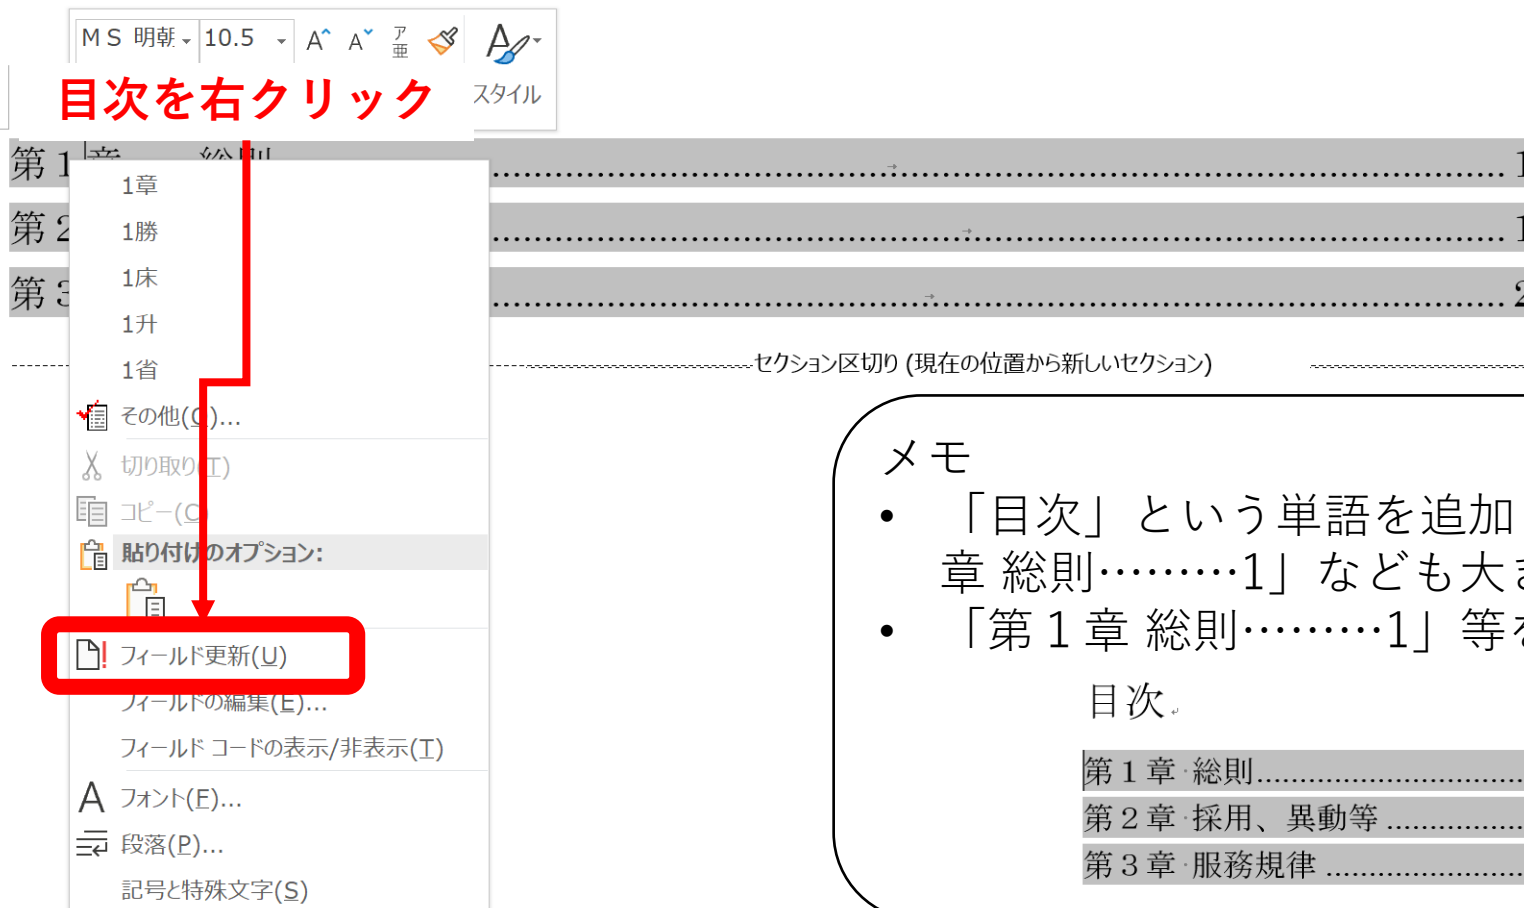 ＭＳ 明朝 10.5 A A ア亜
スタイル
目次を右クリック
第１章 総則 1
第２ 1
第３ 2
1章
1勝
1床
1升
1省
その他(O)...
切り取り(T)
コピー(C)
貼り付けのオプション:
フィールド更新(U)
フィールドの編集(E)...
フィールド コードの表示/非表示(T)
A フォント(F)...
段落(P)...
記号と特殊文字(S)
セクション区切り (現在の位置から新しいセクション)
メモ
• 「目次」という単語を追加
章 総則………1」なども大
• 「第１章 総則………1」等
目次
第１章 総則
第２章 採用、異動等
第３章 服務規律